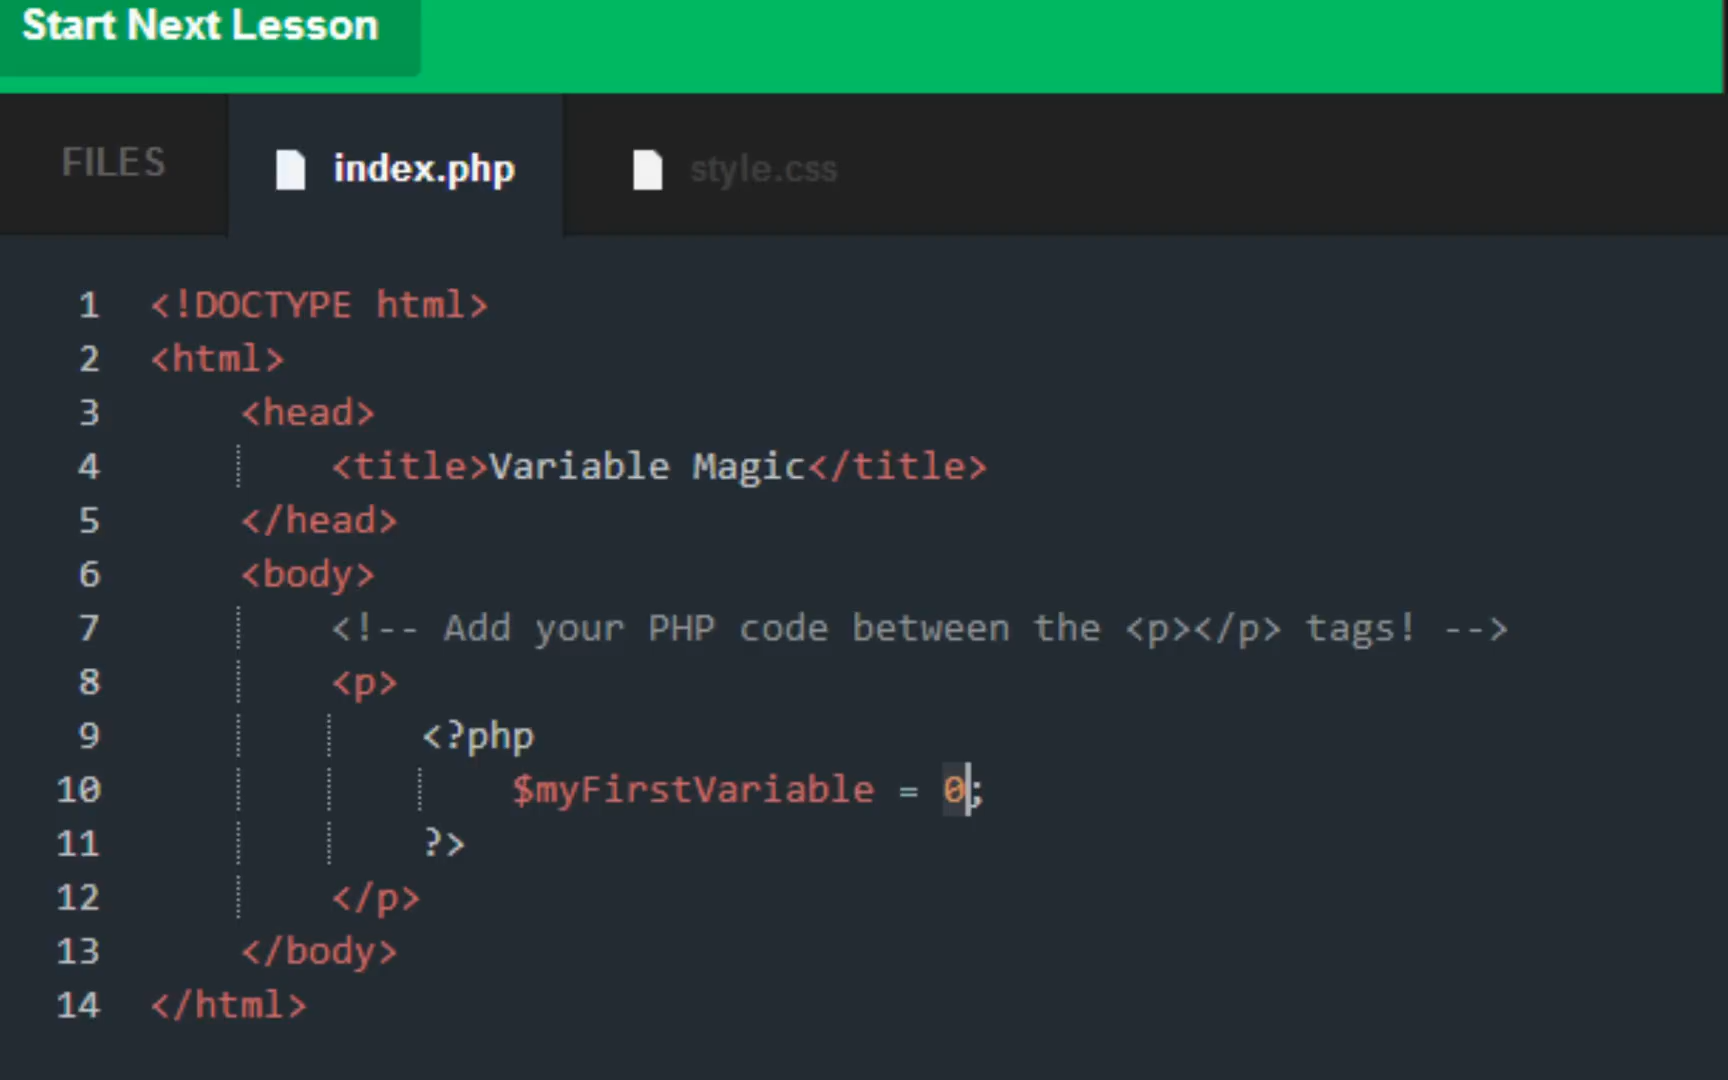 Start Next Lesson
FILES index.php style.css
1 <!DOCTYPE html>
2 <html>
3 <head>
4 <title>Variable Magic</title>
5 </head>
6 <body>
7 <!-- Add your PHP code between the <p></p> tags! -->
8 <p>
9 <?php
10 $myFirstVariable = 0;
11 ?>
12 </p>
13 </body>
14 </html>